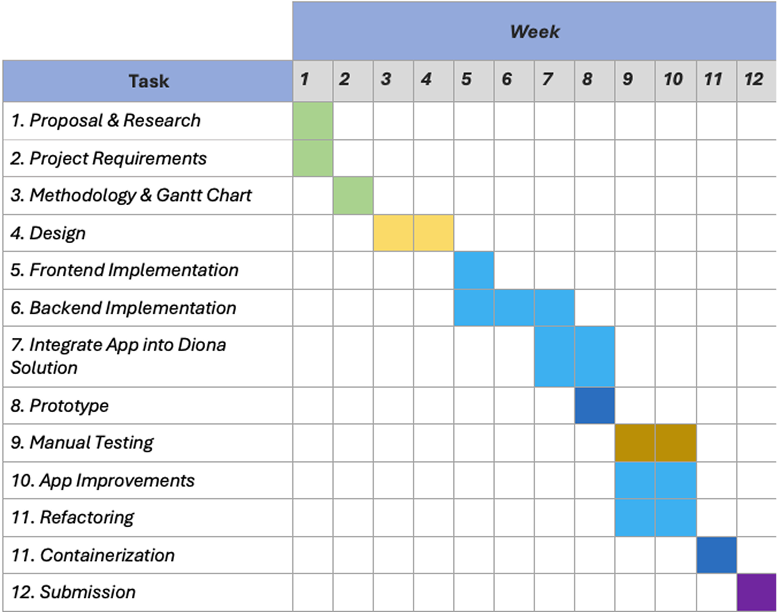 Week
Task 1 2 3 4 5 6 7 8 9 10 11 12
1. Proposal & Research
2. Project Requirements
3. Methodology & Gantt Chart
4. Design
5. Frontend Implementation
6. Backend Implementation
7. Integrate App into Diona
Solution
8. Prototype
9. Manual Testing
10. App Improvements
11. Refactoring
11. Containerization
12. Submission